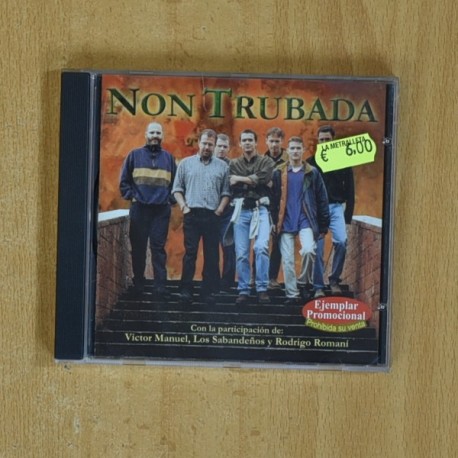 NON TRUBADA
LA METRALLETA
€ 6.00
Ejemplar
Promocional
Prohibida su venta
Con la participación de:
Víctor Manuel, Los Sabandeños y Rodrigo Romaní